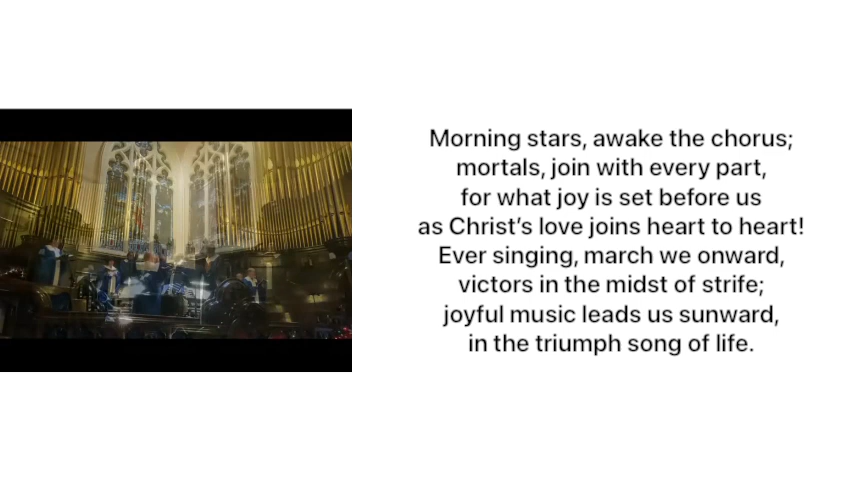 Morning stars, awake the chorus;
mortals, join with every part,
for what joy is set before us
as Christ’s love joins heart to heart!
Ever singing, march we onward,
victors in the midst of strife;
joyful music leads us sunward,
in the triumph song of life.